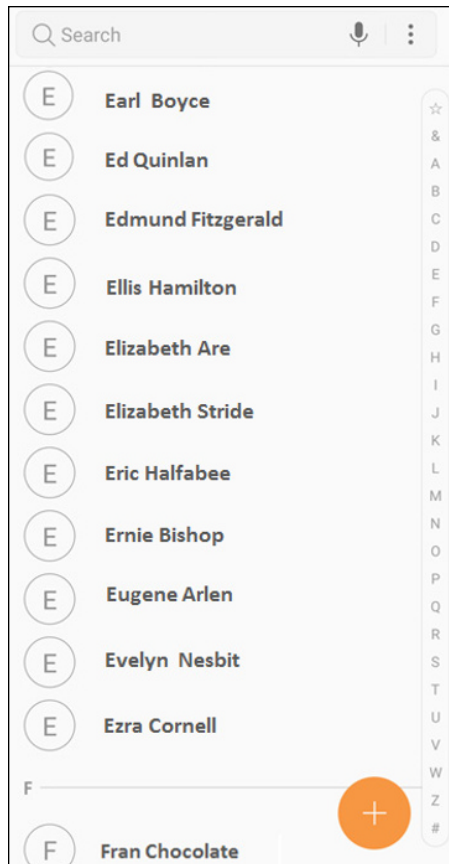 Search
E Earl Boyce
E Ed Quinlan
E Edmund Fitzgerald
E Ellis Hamilton
E Elizabeth Are
E Elizabeth Stride
E Eric Halfabee
E Ernie Bishop
E Eugene Arlen
E Evelyn Nesbit
E Ezra Cornell
F
F Fran Chocolate
☆
&
A
B
C
D
E
F
G
H
I
J
K
L
M
N
O
P
Q
R
S
T
U
V
W
Z
#